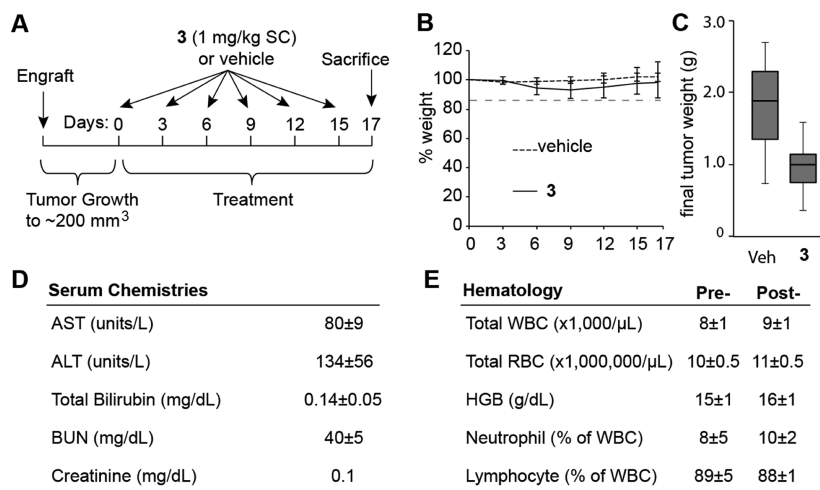 A
3 (1 mg/kg SC)
or vehicle
Sacrifice
Engraft
Days: 0 3 6 9 12 15 17
Tumor Growth
to ~200 mm3
Treatment
B
% weight
120
100
80
60
40
20
0
0 3 6 9 12 15 17
vehicle
3
C
final tumor weight (g)
2.0
1.0
0
Veh 3
D
Serum Chemistries
AST (units/L) 80±9
ALT (units/L) 134±56
Total Bilirubin (mg/dL) 0.14±0.05
BUN (mg/dL) 40±5
Creatinine (mg/dL) 0.1
E
Hematology Pre- Post-
Total WBC (x1,000/µL) 8±1 9±1
Total RBC (x1,000,000/µL) 10±0.5 11±0.5
HGB (g/dL) 15±1 16±1
Neutrophil (% of WBC) 8±5 10±2
Lymphocyte (% of WBC) 89±5 88±1